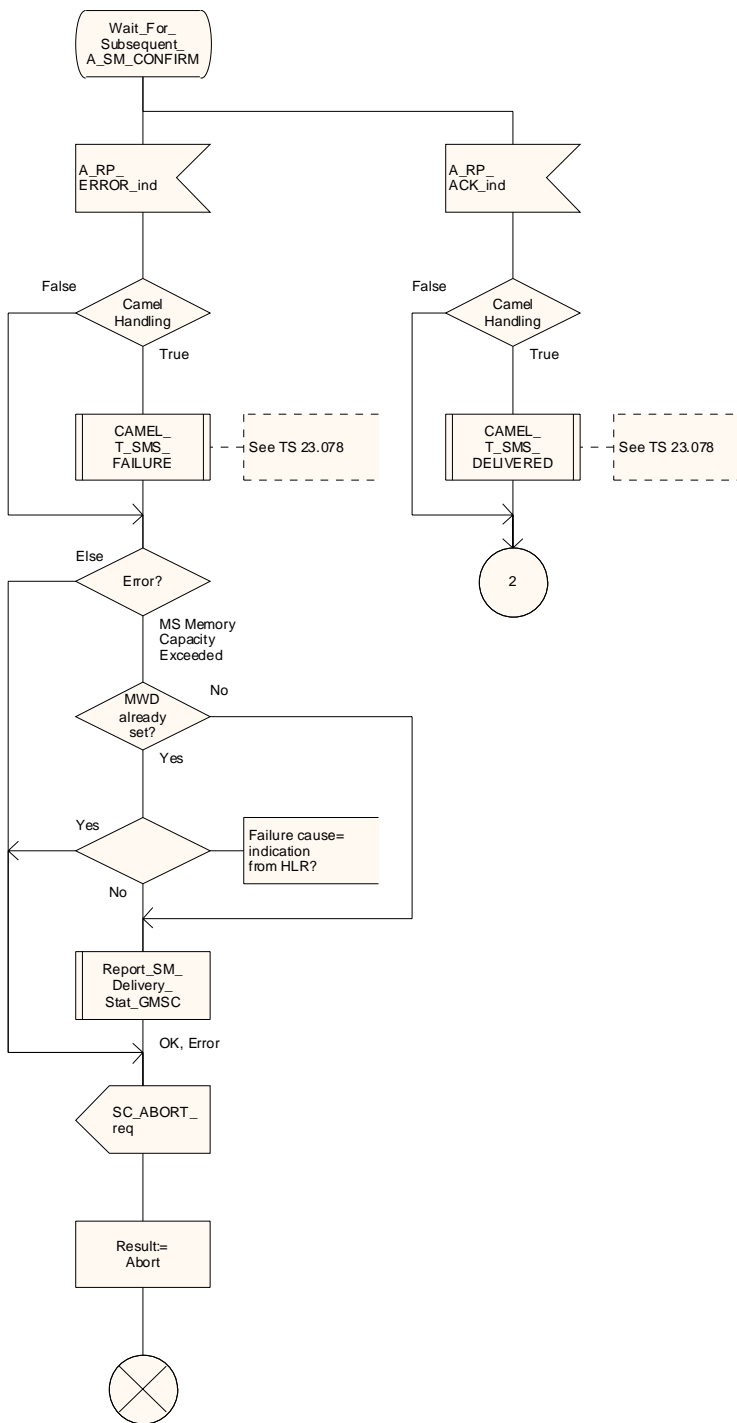 Wait_For_
Subsequent_
A_SM_CONFIRM
A_RP_
ERROR_ind
A_RP_
ACK_ind
False
Camel
Handling
True
False
Camel
Handling
True
CAMEL_
T_SMS_
FAILURE
See TS 23.078
CAMEL_
T_SMS_
DELIVERED
See TS 23.078
Else
Error?
2
MS Memory
Capacity
Exceeded
MWD
already
set?
No
Yes
Yes
Failure cause=
indication
from HLR?
No
Report_SM_
Delivery_
Stat_GMSC
OK, Error
SC_ABORT_
req
Result:=
Abort